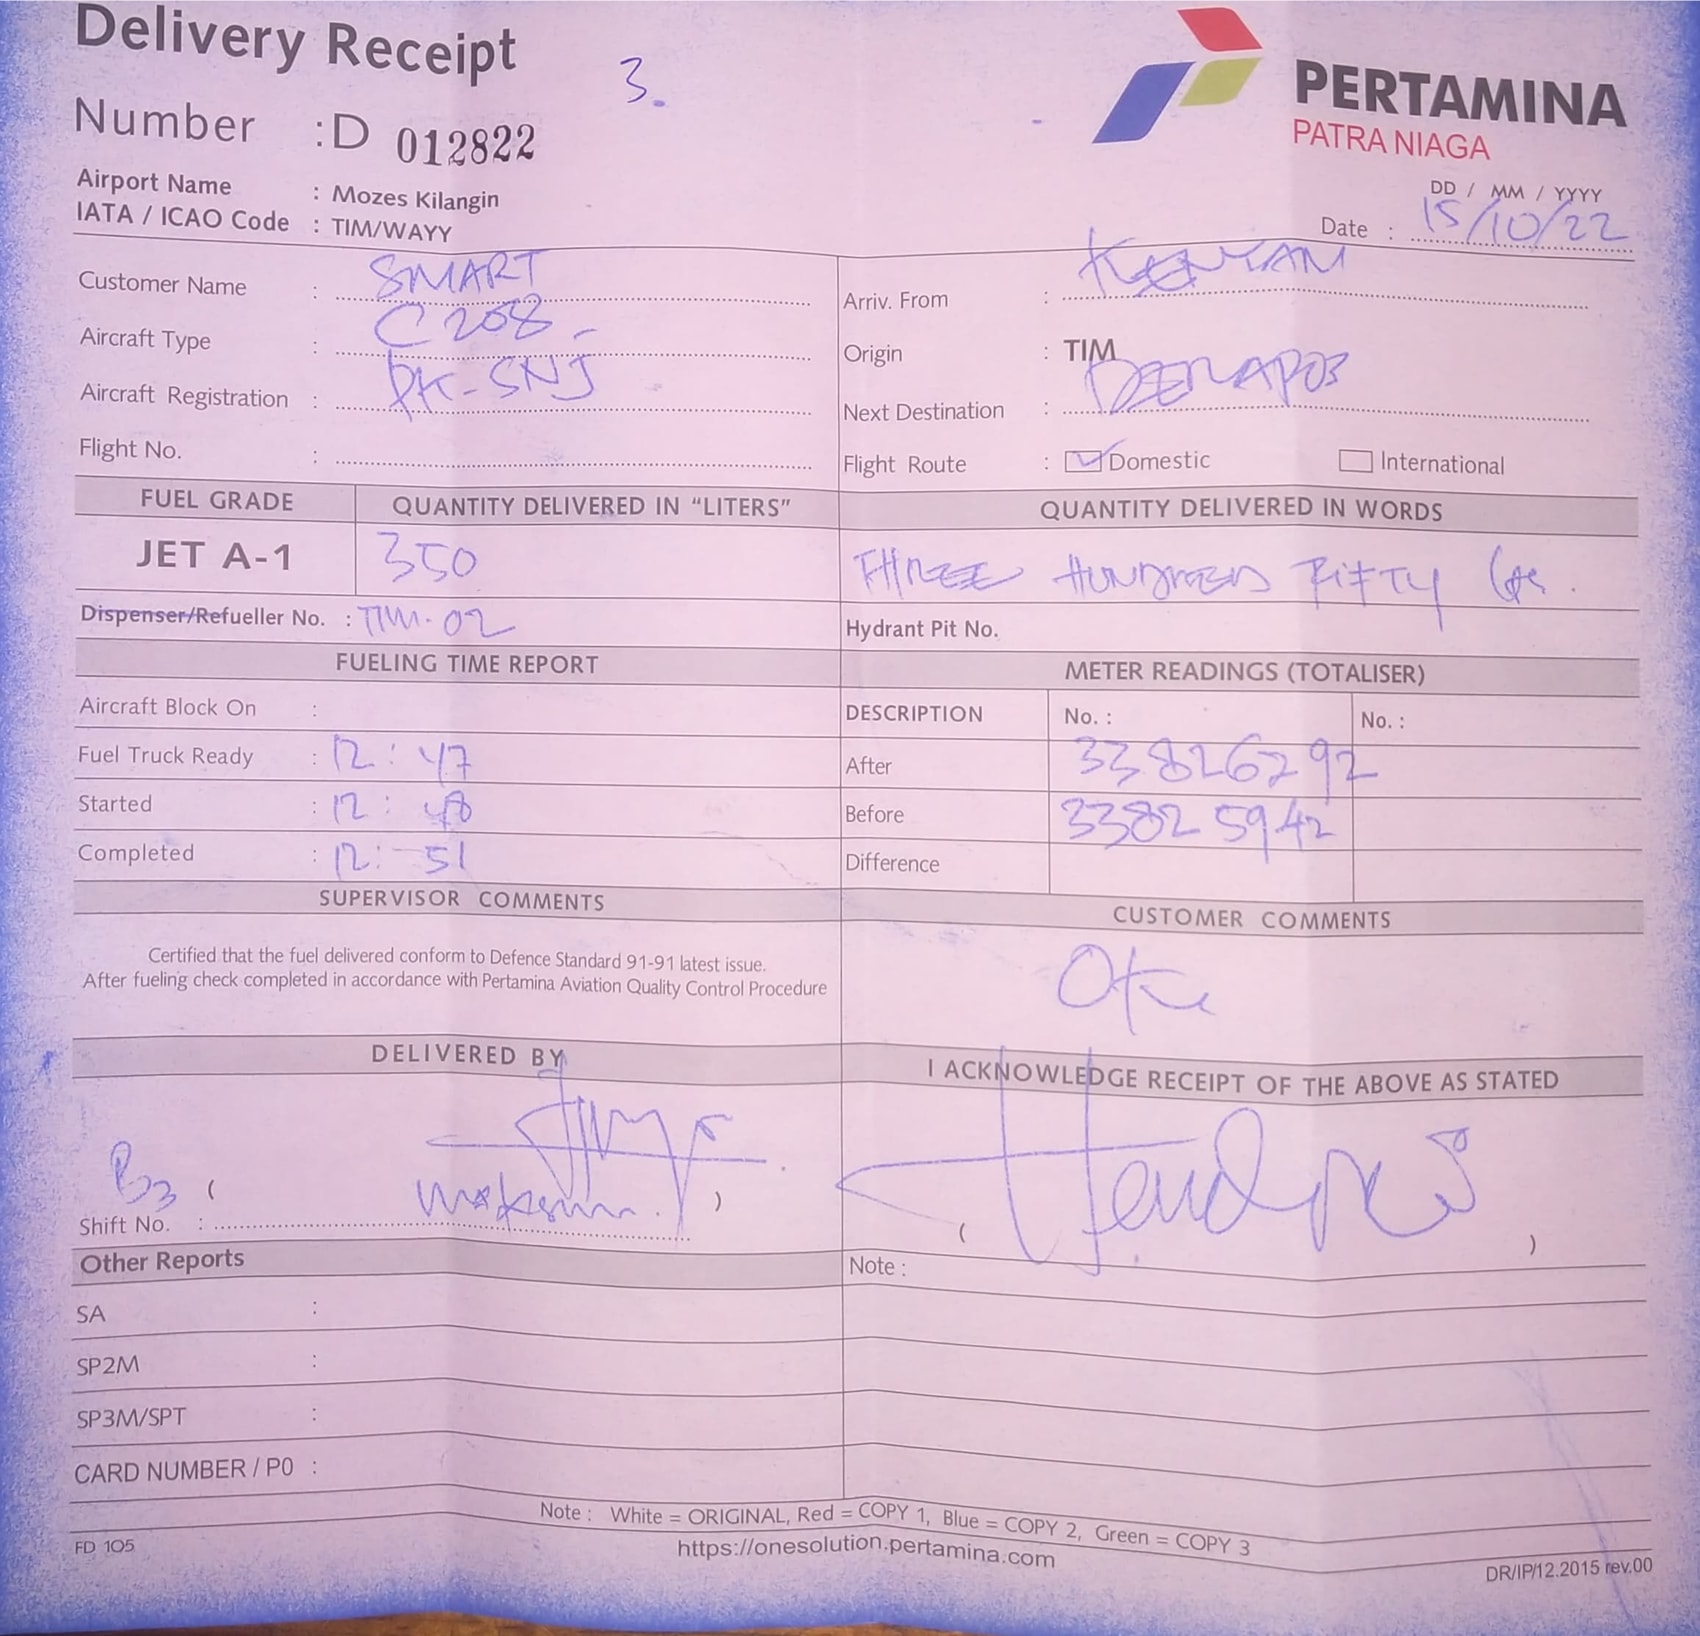 Delivery Receipt
3.
PERTAMINA
PATRA NIAGA
Number : D 012822
Airport Name : Mozes Kilangin
IATA / ICAO Code : TIM/WAYY
DD / MM / YYYY
Date : 15/10/22
Customer Name : SMART
Arriv. From : KENYAM
Aircraft Type : C208
Origin : TIM
Aircraft Registration : PK-SNJ
Next Destination :
Flight No. :
Flight Route : Domestic International
FUEL GRADE QUANTITY DELIVERED IN “LITERS” QUANTITY DELIVERED IN WORDS
JET A-1 350 THREE HUNDRED FIFTY
Dispenser/Refueller No. : TIM-02
Hydrant Pit No.
FUELING TIME REPORT METER READINGS (TOTALISER)
Aircraft Block On :
DESCRIPTION No. : No. :
Fuel Truck Ready : 12 : 47
After 33826292
Started : 12 : 48
Before 33825942
Completed : 12 : 51
Difference
SUPERVISOR COMMENTS CUSTOMER COMMENTS
Certified that the fuel delivered conform to Defence Standard 91-91 latest issue.
After fueling check completed in accordance with Pertamina Aviation Quality Control Procedure
Oke
DELIVERED BY I ACKNOWLEDGE RECEIPT OF THE ABOVE AS STATED
B3 ( )
Shift No. :
( )
Other Reports Note :
SA :
SP2M :
SP3M/SPT :
CARD NUMBER / P0 :
Note : White = ORIGINAL, Red = COPY 1, Blue = COPY 2, Green = COPY 3
FD 105 https://onesolution.pertamina.com DR/IP/12.2015 rev.00